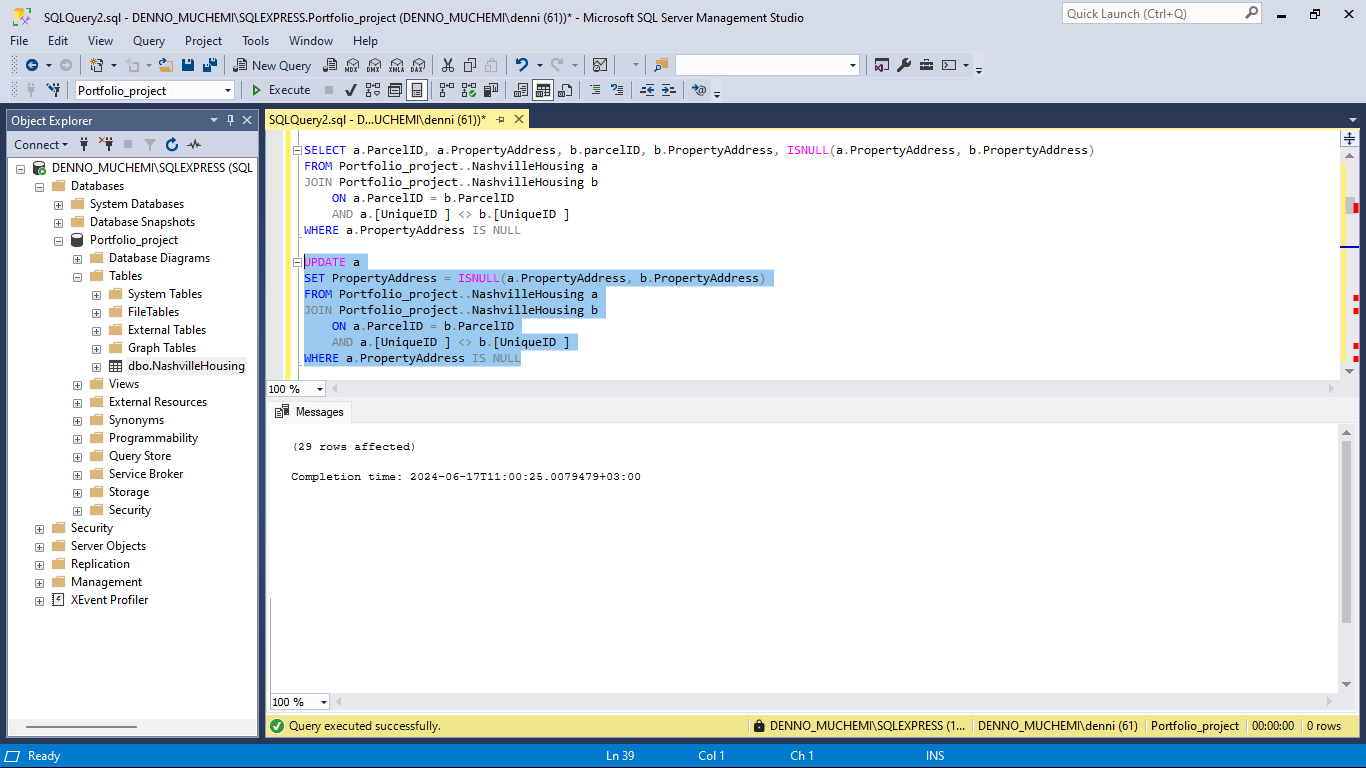 SQLQuery2.sql - DENNO_MUCHEMI\SQLEXPRESS.Portfolio_project (DENNO_MUCHEMI\denni (61))* - Microsoft SQL Server Management Studio
Quick Launch (Ctrl+Q)
File Edit View Query Project Tools Window Help
New Query MDX DMX XMLA DAX
Portfolio_project Execute
Object Explorer
SQLQuery2.sql - D...UCHEMI\denni (61))*
Connect
DENNO_MUCHEMI\SQLEXPRESS (SQL
Databases
System Databases
Database Snapshots
Portfolio_project
Database Diagrams
Tables
System Tables
FileTables
External Tables
Graph Tables
dbo.NashvilleHousing
Views
External Resources
Synonyms
Programmability
Query Store
Service Broker
Storage
Security
Security
Server Objects
Replication
Management
XEvent Profiler
SELECT a.ParcelID, a.PropertyAddress, b.parcelID, b.PropertyAddress, ISNULL(a.PropertyAddress, b.PropertyAddress)
FROM Portfolio_project..NashvilleHousing a
JOIN Portfolio_project..NashvilleHousing b
ON a.ParcelID = b.ParcelID
AND a.[UniqueID ] <> b.[UniqueID ]
WHERE a.PropertyAddress IS NULL
UPDATE a
SET PropertyAddress = ISNULL(a.PropertyAddress, b.PropertyAddress)
FROM Portfolio_project..NashvilleHousing a
JOIN Portfolio_project..NashvilleHousing b
ON a.ParcelID = b.ParcelID
AND a.[UniqueID ] <> b.[UniqueID ]
WHERE a.PropertyAddress IS NULL
100 %
Messages
(29 rows affected)
Completion time: 2024-06-17T11:00:25.0079479+03:00
100 %
Query executed successfully. DENNO_MUCHEMI\SQLEXPRESS (1... DENNO_MUCHEMI\denni (61) Portfolio_project 00:00:00 0 rows
Ready Ln 39 Col 1 Ch 1 INS